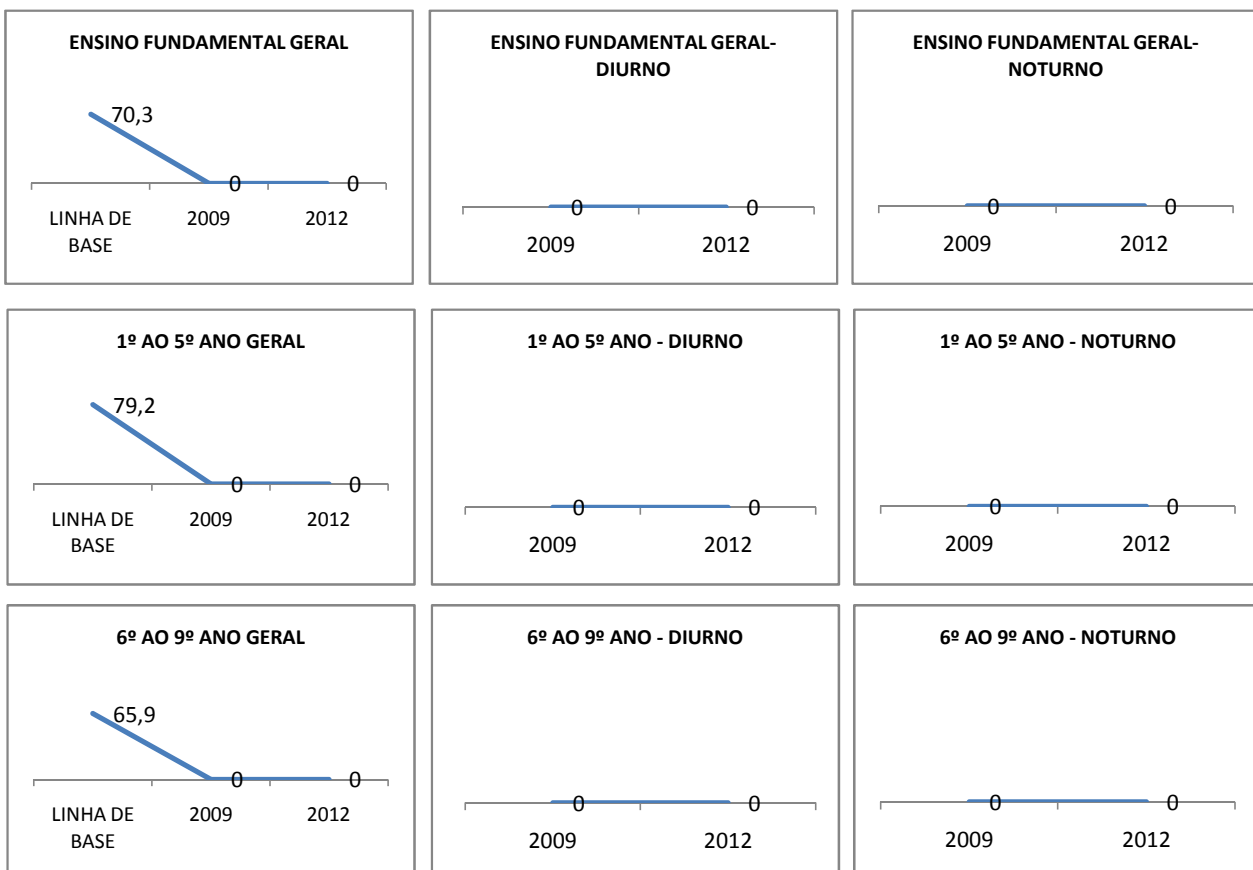 ENSINO FUNDAMENTAL GERAL
70,3
0
0
LINHA DE
BASE
2009
2012
ENSINO FUNDAMENTAL GERAL-
DIURNO
0
0
2009
2012
ENSINO FUNDAMENTAL GERAL-
NOTURNO
0
0
2009
2012
1º AO 5º ANO GERAL
79,2
0
0
LINHA DE
BASE
2009
2012
1º AO 5º ANO - DIURNO
0
0
2009
2012
1º AO 5º ANO - NOTURNO
0
0
2009
2012
6º AO 9º ANO GERAL
65,9
0
0
LINHA DE
BASE
2009
2012
6º AO 9º ANO - DIURNO
0
0
2009
2012
6º AO 9º ANO - NOTURNO
0
0
2009
2012